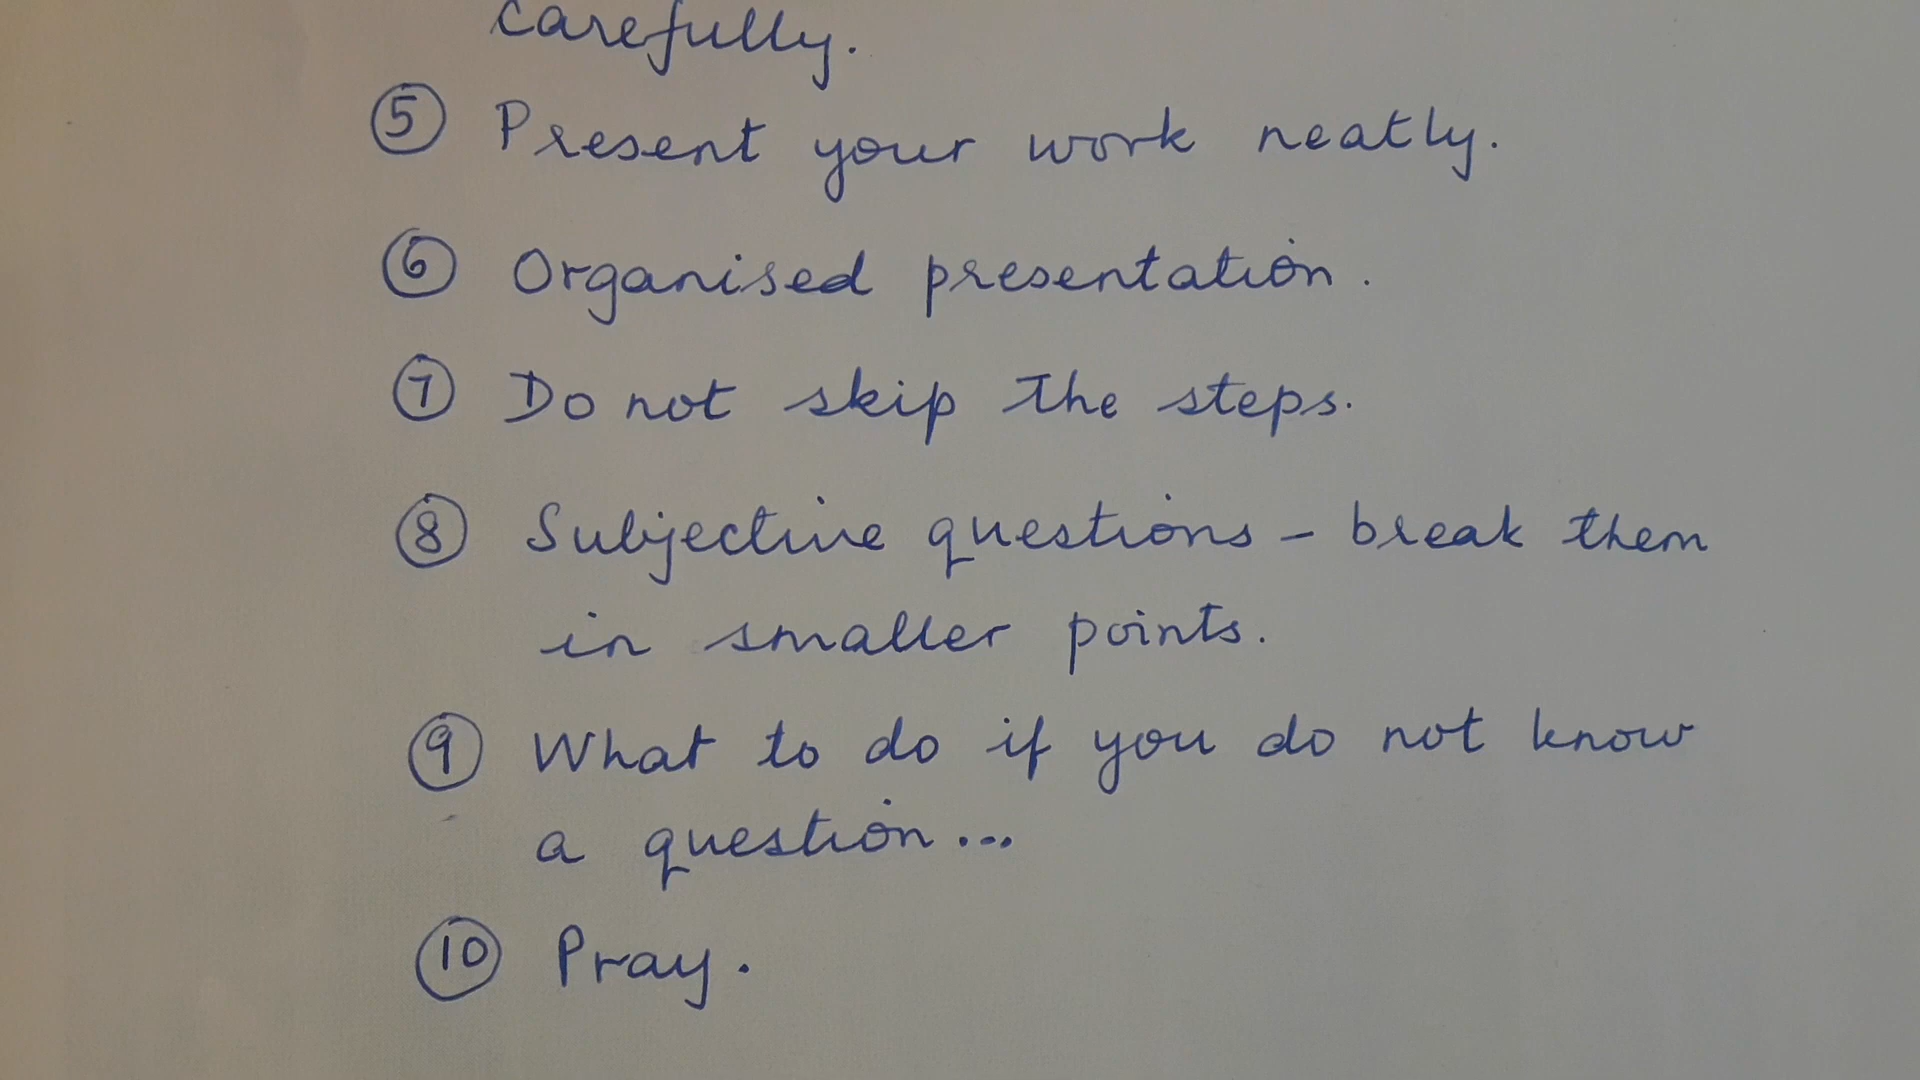 carefully.
⑤ Present your work neatly.
⑥ Organised presentation.
⑦ Do not skip the steps.
⑧ Subjective questions - break them
in smaller points.
⑨ What to do if you do not know
a question...
⑩ Pray.